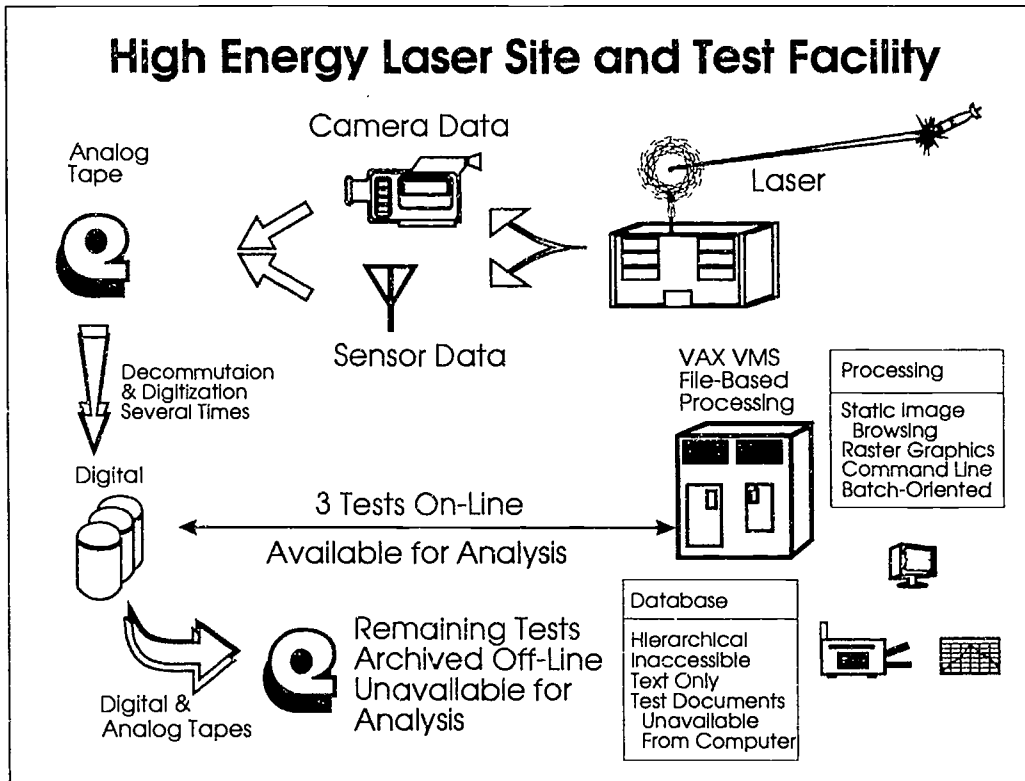 High Energy Laser Site and Test Facility
Camera Data
Analog
Tape
Laser
Sensor Data
Decommutaion
& Digitization
Several Times
VAX VMS
File-Based
Processing
Processing
Static Image
Browsing
Raster Graphics
Command Line
Batch-Oriented
Digital
3 Tests On-Line
Available for Analysis
Database
Hierarchical
Inaccessible
Text Only
Test Documents
Unavailable
From Computer
Remaining Tests
Archived Off-Line
Unavailable for
Analysis
Digital &
Analog Tapes